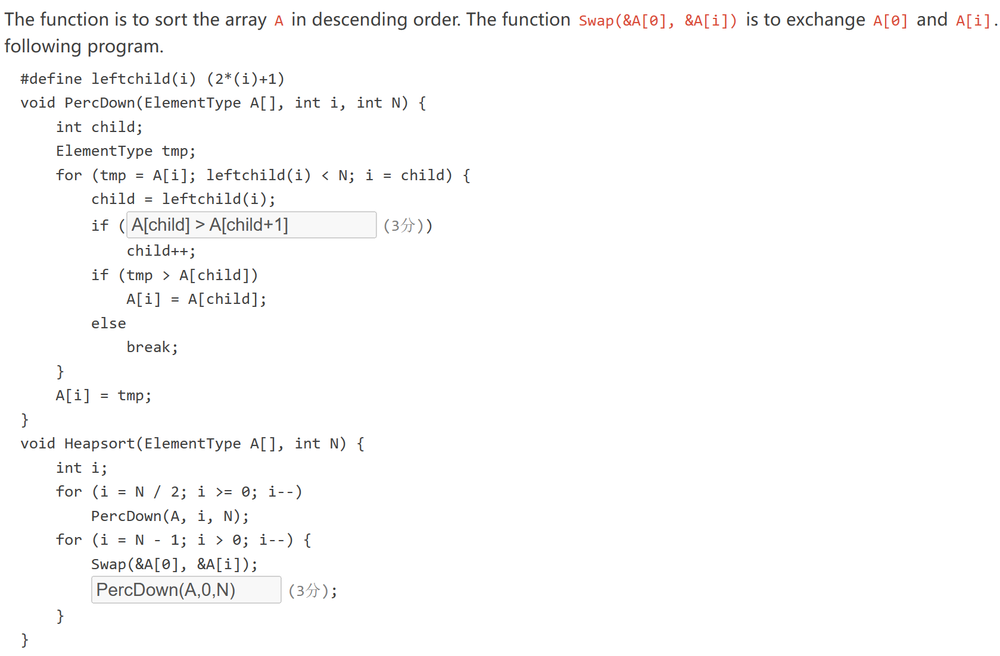 The function is to sort the array A in descending order. The function Swap(&A[0], &A[i]) is to exchange A[0] and A[i].
following program.
#define leftchild(i) (2*(i)+1)
void PercDown(ElementType A[], int i, int N) {
    int child;
    ElementType tmp;
    for (tmp = A[i]; leftchild(i) < N; i = child) {
        child = leftchild(i);
        if ( A[child] > A[child+1] (3分))
            child++;
        if (tmp > A[child])
            A[i] = A[child];
        else
            break;
    }
    A[i] = tmp;
}
void Heapsort(ElementType A[], int N) {
    int i;
    for (i = N / 2; i >= 0; i--)
        PercDown(A, i, N);
    for (i = N - 1; i > 0; i--) {
        Swap(&A[0], &A[i]);
        PercDown(A,0,N) (3分);
    }
}